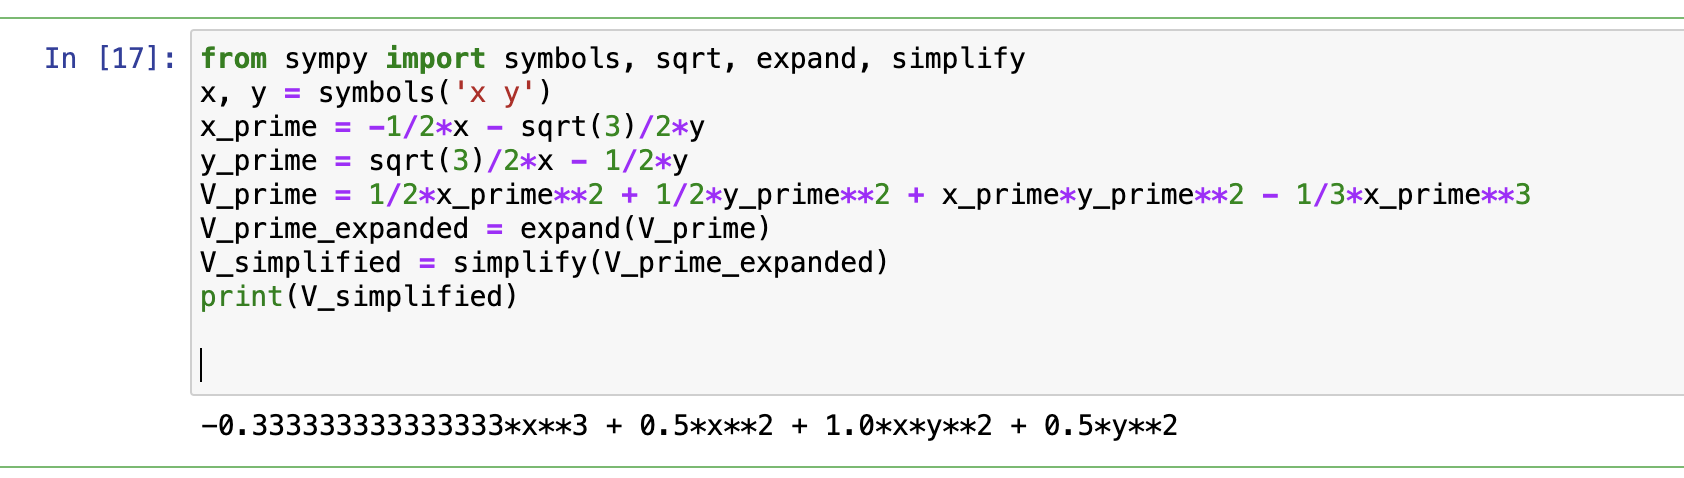 In [17]: from sympy import symbols, sqrt, expand, simplify
x, y = symbols('x y')
x_prime = -1/2*x - sqrt(3)/2*y
y_prime = sqrt(3)/2*x - 1/2*y
V_prime = 1/2*x_prime**2 + 1/2*y_prime**2 + x_prime*y_prime**2 - 1/3*x_prime**3
V_prime_expanded = expand(V_prime)
V_simplified = simplify(V_prime_expanded)
print(V_simplified)
-0.333333333333333*x**3 + 0.5*x**2 + 1.0*x*y**2 + 0.5*y**2